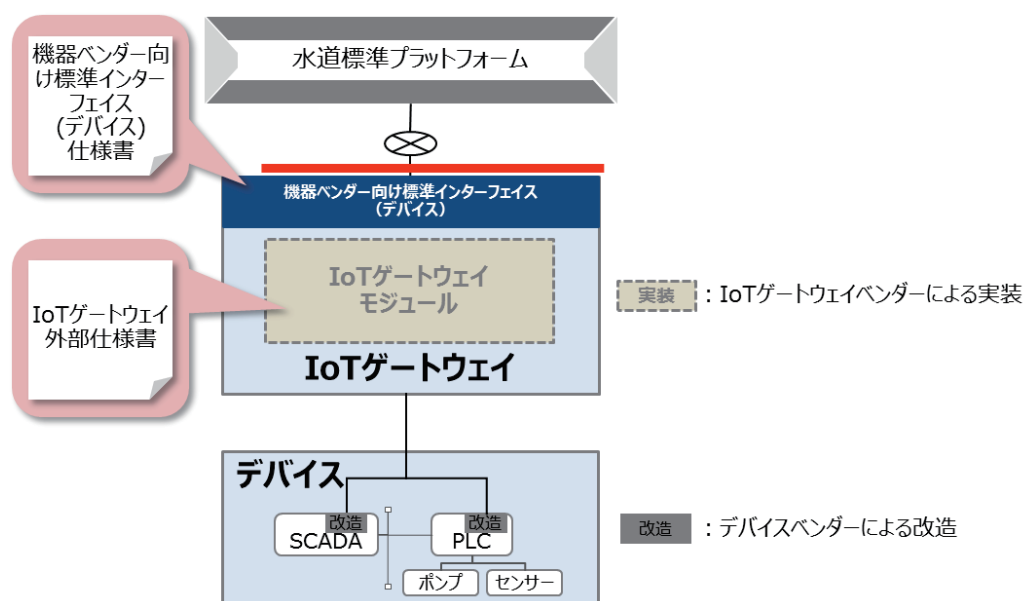 機器ベンダー向
け標準インター
フェイス
(デバイス)
仕様書
水道標準プラットフォーム
機器ベンダー向け標準インターフェイス
(デバイス)
IoTゲートウェイ
モジュール
IoTゲートウェイ
外部仕様書
実装
：IoTゲートウェイベンダーによる実装
IoTゲートウェイ
デバイス
改造
SCADA
改造
PLC
ポンプ
センサー
改造
：デバイスベンダーによる改造